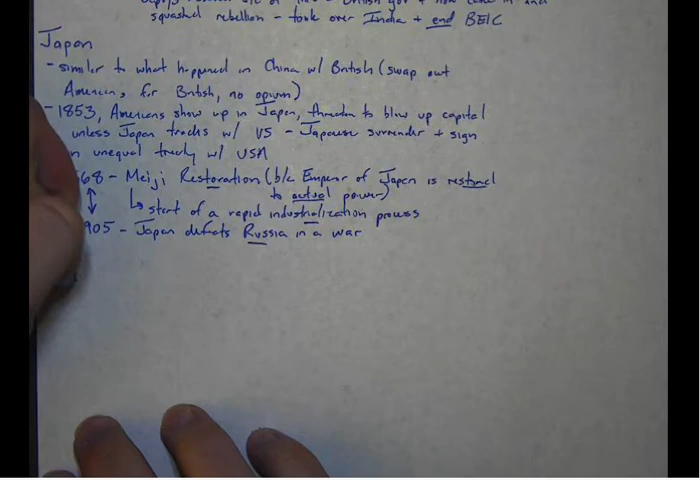 squashed rebellion - took over India + end BEIC
Japan
- similar to what happened in China w/ British (swap out
Americans for British, no opium)
- 1853, Americans show up in Japan, threaten to blow up capital
unless Japan trades w/ US - Japanese surrender + sign
n unequal treaty w/ USA
68 - Meiji Restoration (b/c Emperor of Japan is restored
to actual power)
↳ start of a rapid industrialization process
905 - Japan defeats Russia in a war